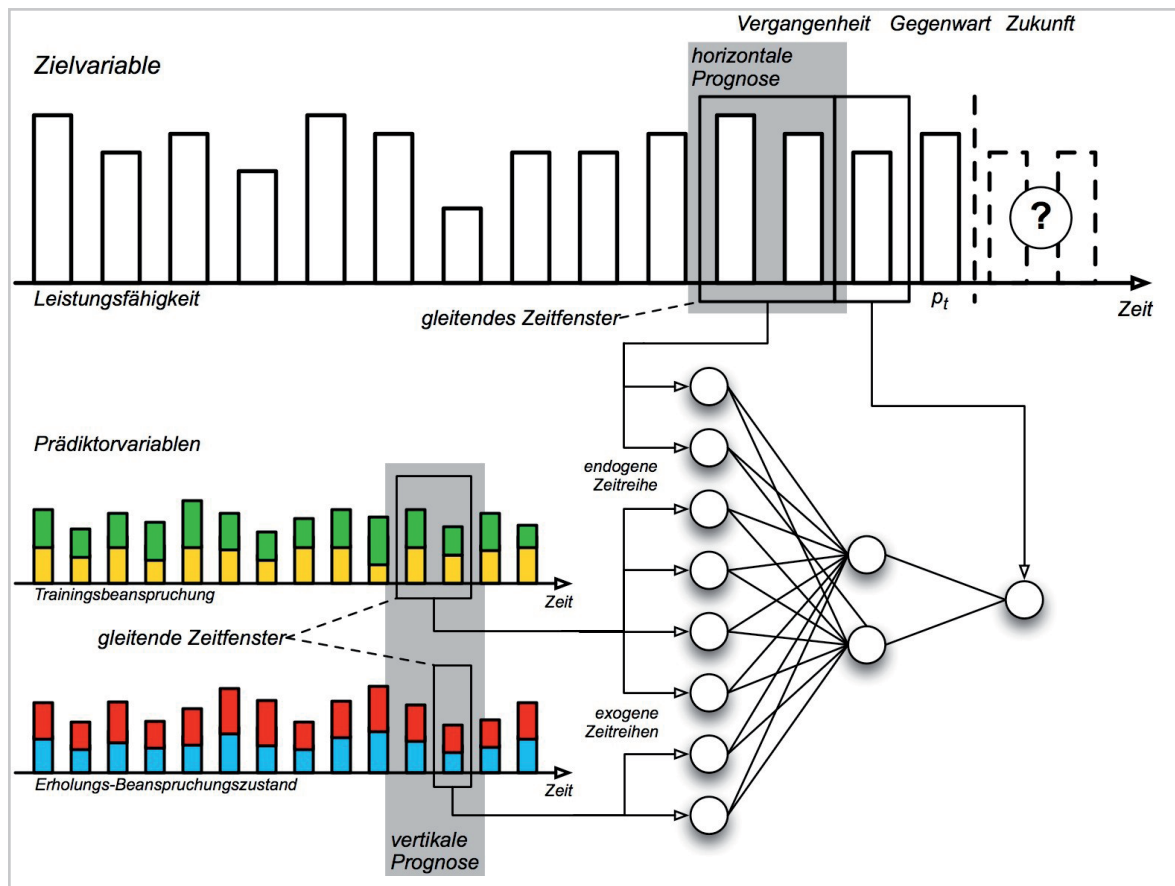 Vergangenheit Gegenwart Zukunft
Zielvariable
horizontale
Prognose
?
Leistungsfähigkeit
pt
Zeit
gleitendes Zeitfenster
Prädiktorvariablen
endogene
Zeitreihe
Trainingsbeanspruchung
Zeit
gleitende Zeitfenster
exogene
Zeitreihen
Erholungs-Beanspruchungszustand
Zeit
vertikale
Prognose